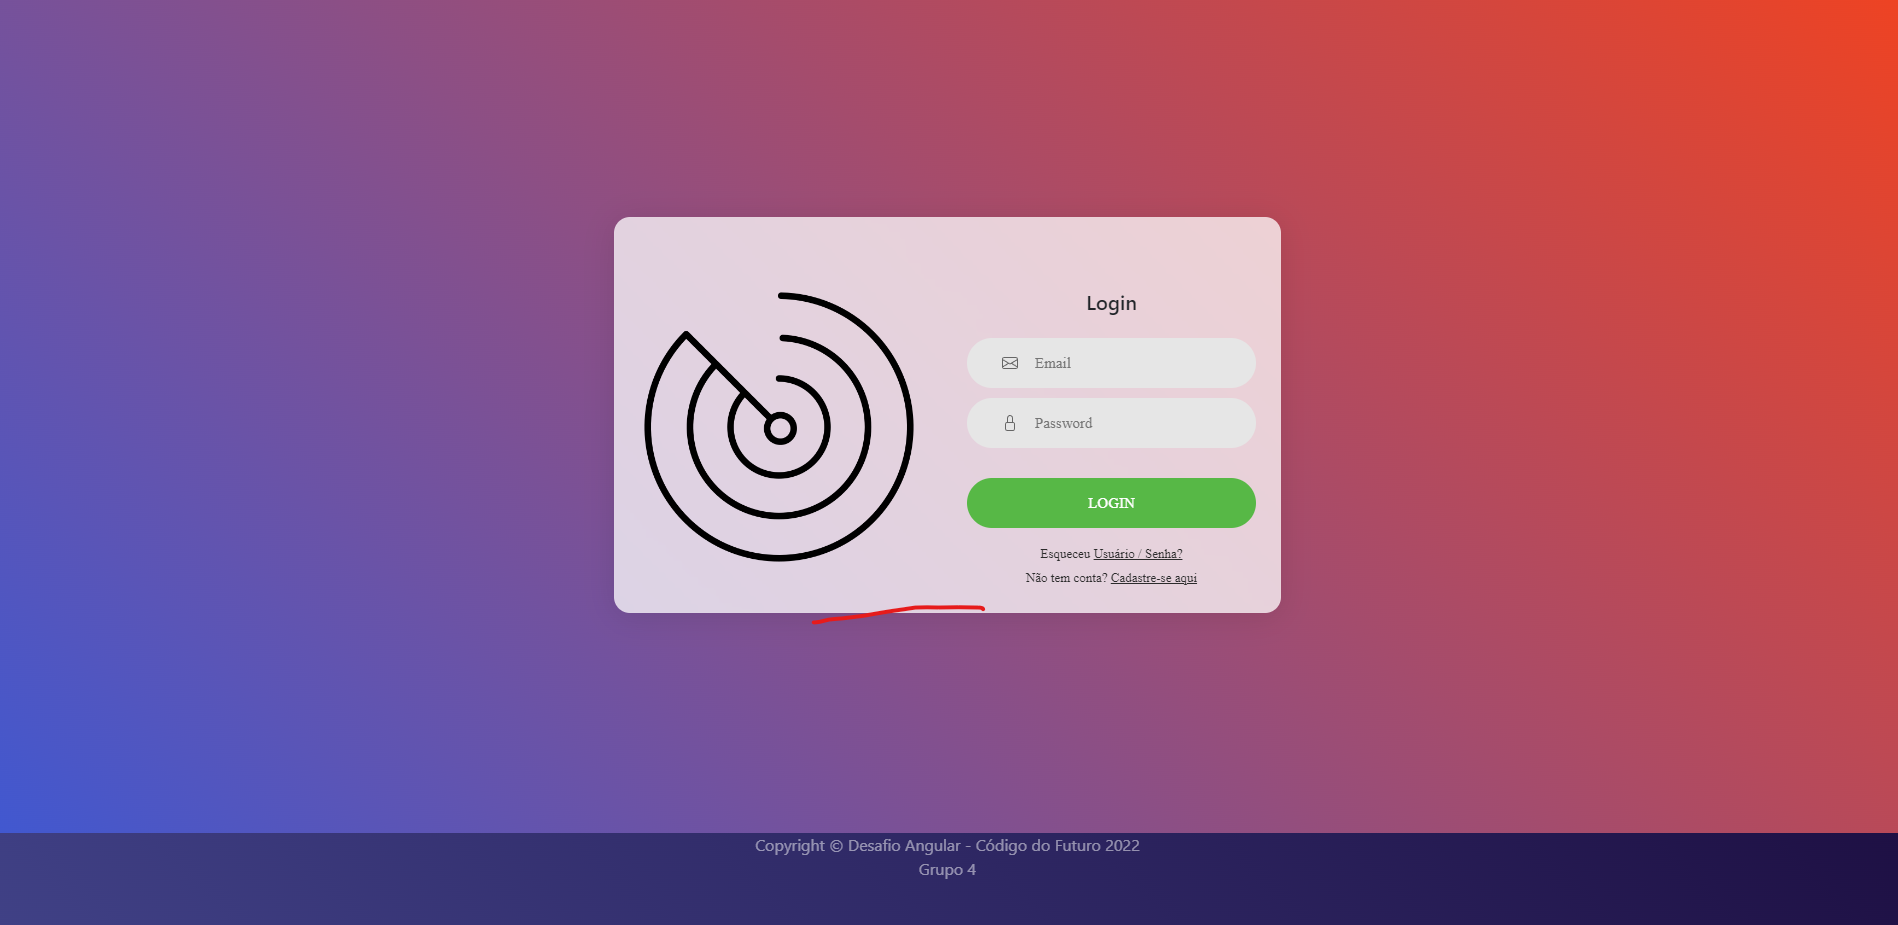 Login
Email
Password
LOGIN
Esqueceu Usuário / Senha?
Não tem conta? Cadastre-se aqui
Copyright © Desafio Angular - Código do Futuro 2022
Grupo 4